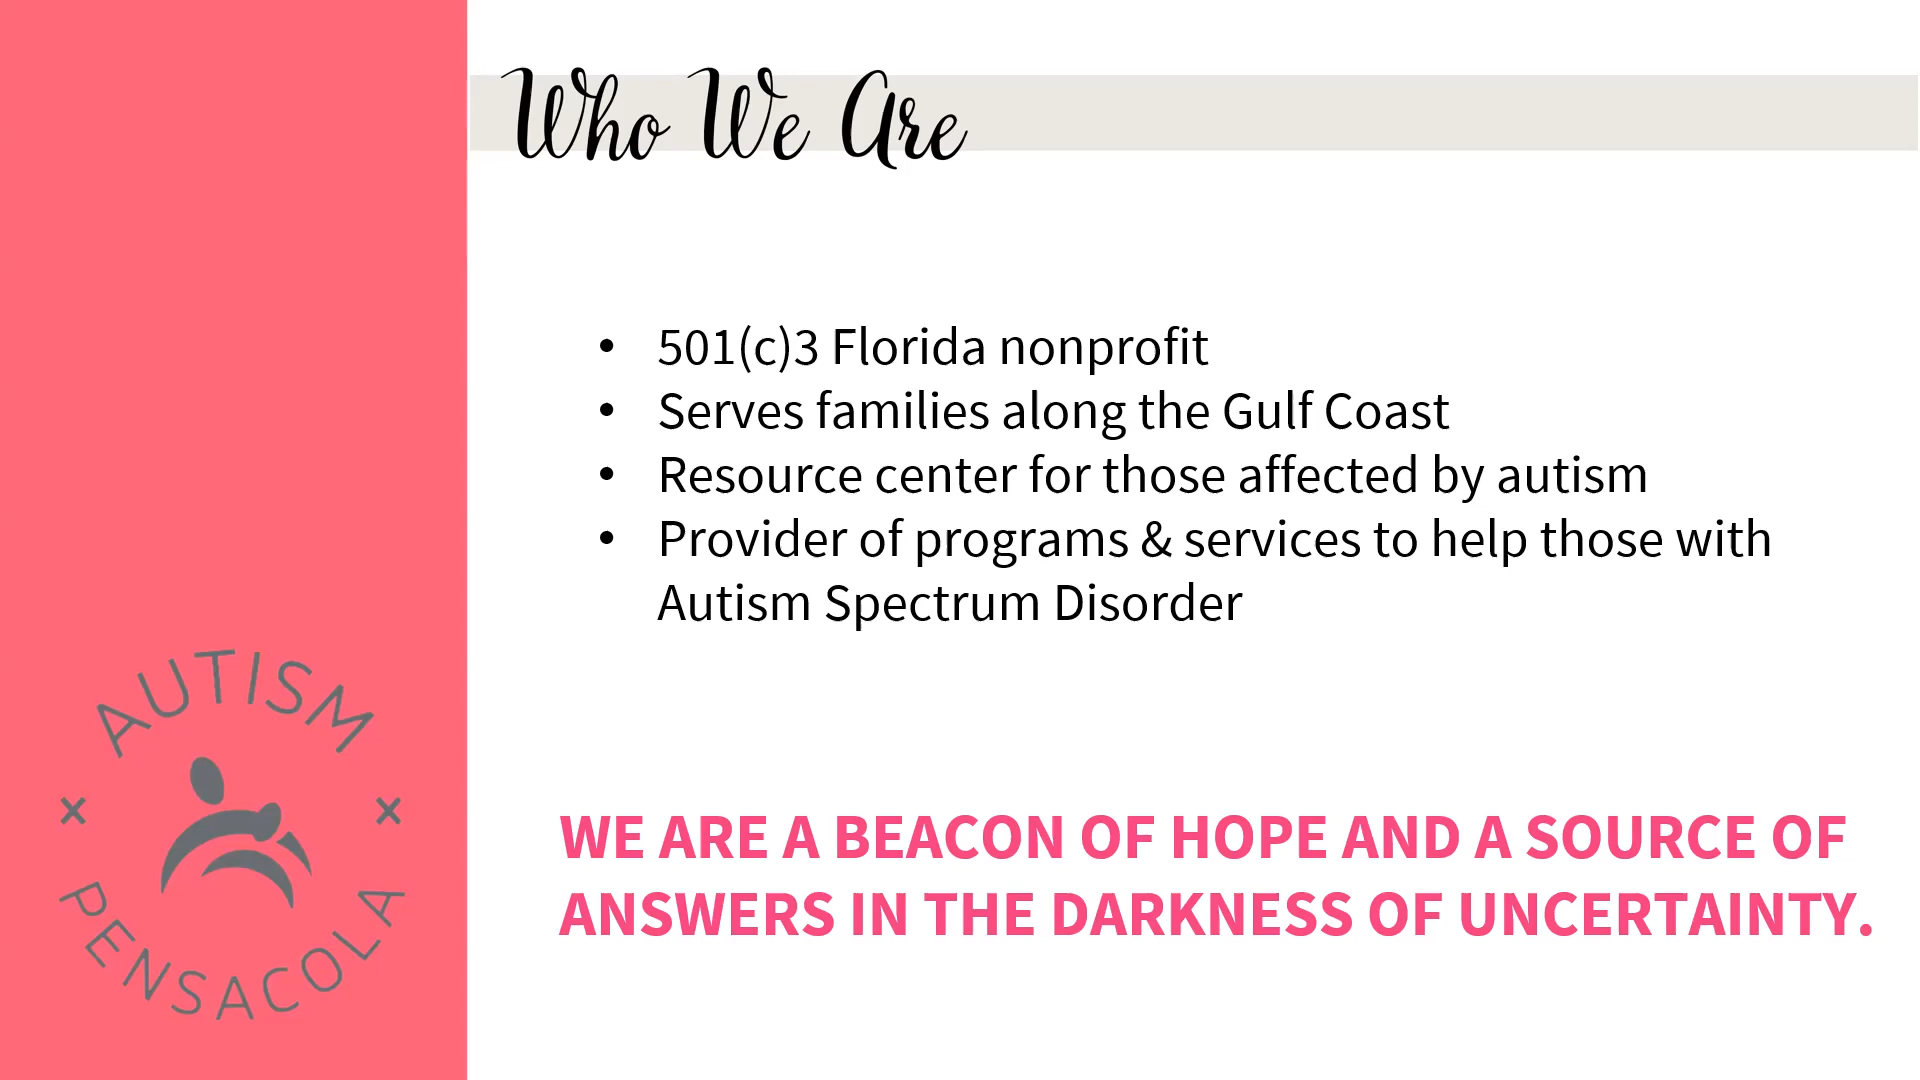 Who We Are
• 501(c)3 Florida nonprofit
• Serves families along the Gulf Coast
• Resource center for those affected by autism
• Provider of programs & services to help those with
Autism Spectrum Disorder
WE ARE A BEACON OF HOPE AND A SOURCE OF
ANSWERS IN THE DARKNESS OF UNCERTAINTY.
AUTISM
PENSACOLA